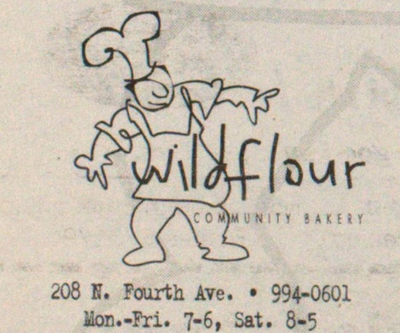 wildflour
COMMUNITY BAKERY
208 N. Fourth Ave. • 994-0601
Mon.-Fri. 7-6, Sat. 8-5